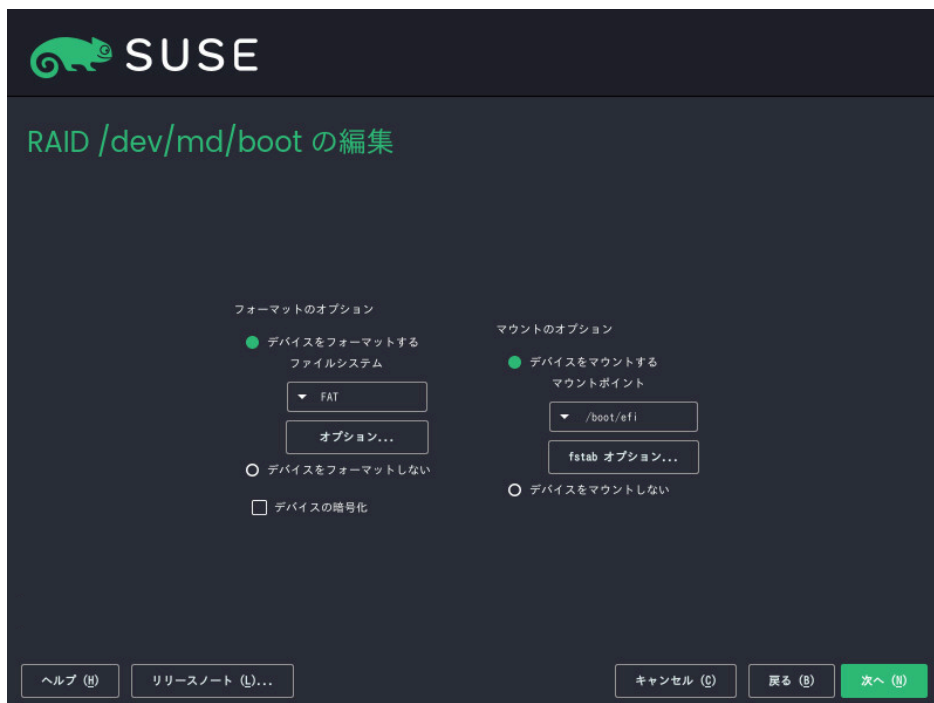 SUSE
RAID /dev/md/boot の編集
フォーマットのオプション
デバイスをフォーマットする
ファイルシステム
FAT
オプション...
デバイスをフォーマットしない
デバイスの暗号化
マウントのオプション
デバイスをマウントする
マウントポイント
/boot/efi
fstab オプション...
デバイスをマウントしない
ヘルプ (H)
リリースノート (L)...
キャンセル (C)
戻る (B)
次へ (N)